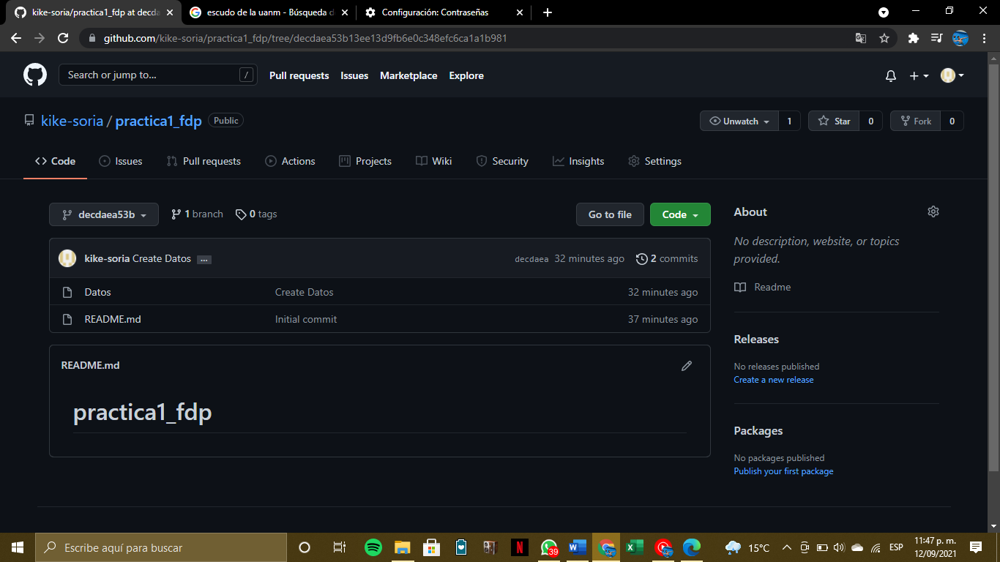 kike-soria/practica1_fdp at decda
escudo de la uanm - Búsqueda d
Configuración: Contraseñas
github.com/kike-soria/practica1_fdp/tree/decdaea53b13ee13d9fb6e0c348efc6ca1a1b981
Search or jump to... /
Pull requests Issues Marketplace Explore
kike-soria / practica1_fdp Public
Unwatch 1 Star 0 Fork 0
Code Issues Pull requests Actions Projects Wiki Security Insights Settings
decdaea53b 1 branch 0 tags Go to file Code
kike-soria Create Datos ... decdaea 32 minutes ago 2 commits
Datos Create Datos 32 minutes ago
README.md Initial commit 37 minutes ago
README.md
practica1_fdp
About
No description, website, or topics
provided.
Readme
Releases
No releases published
Create a new release
Packages
No packages published
Publish your first package
Escribe aquí para buscar
39
15°C
ESP
11:47 p. m.
12/09/2021